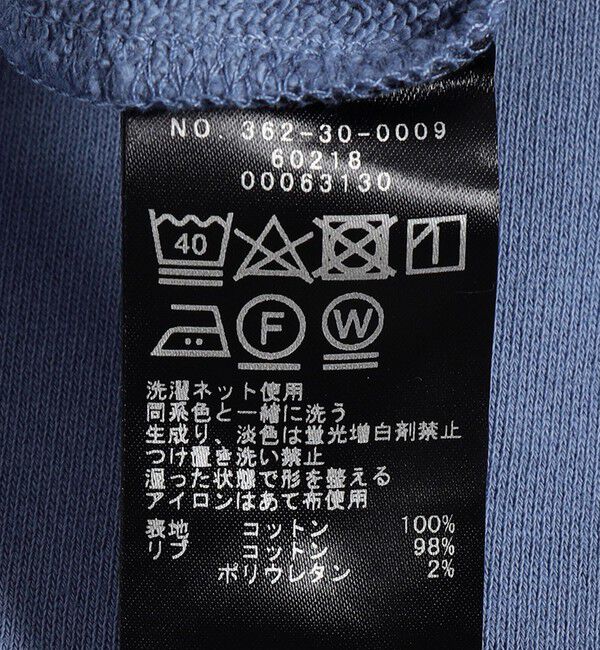 NO. 362-30-0009
60218
00063130
40
F W
洗濯ネット使用
同系色と一緒に洗う
生成り、淡色は蛍光増白剤禁止
つけ置き洗い禁止
湿った状態で形を整える
アイロンはあて布使用
表地 コットン 100%
リブ コットン 98%
ポリウレタン 2%